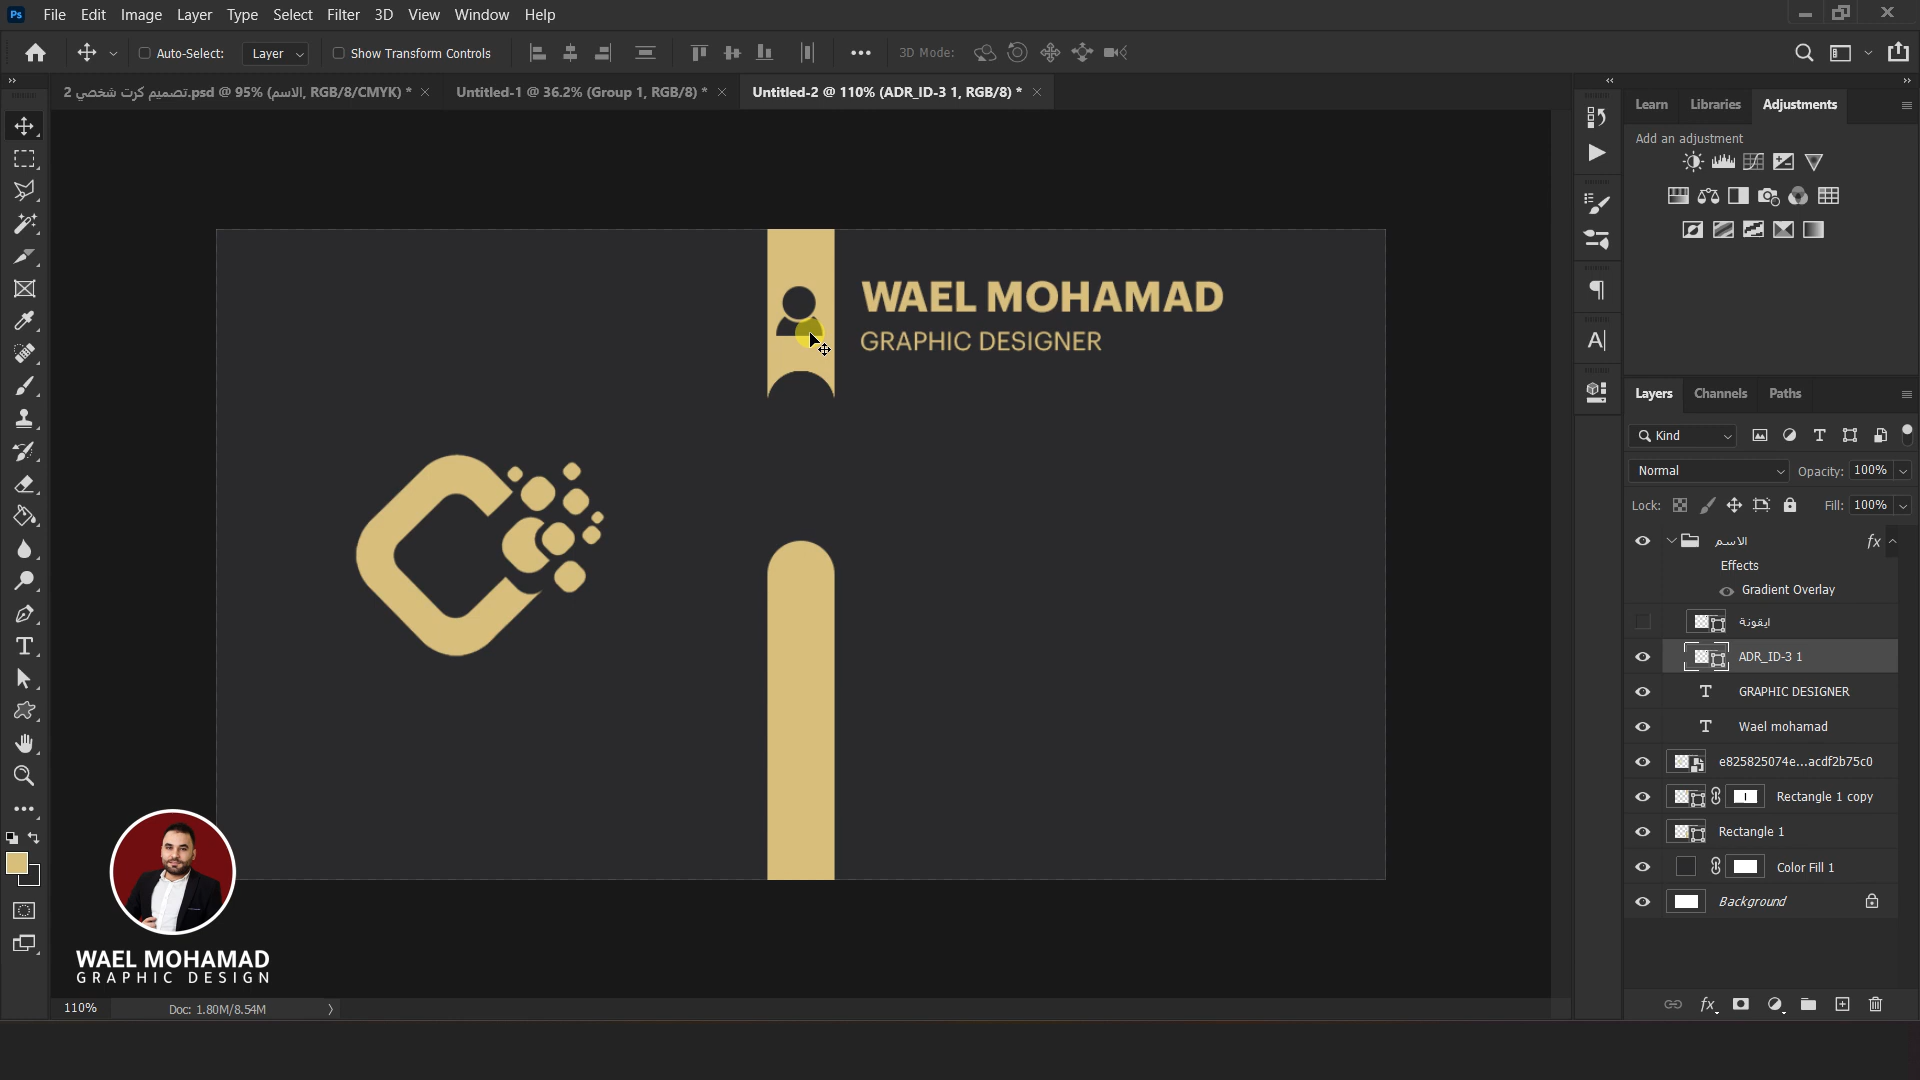 Ps File Edit Image Layer Type Select Filter 3D View Window Help
Auto-Select: Layer Show Transform Controls 3D Mode:
تصميم كرت شخصي 2.psd @ 95% (الاسم, RGB/8/CMYK) *
Untitled-1 @ 36.2% (Group 1, RGB/8) *
Untitled-2 @ 110% (ADR_ID-3 1, RGB/8) *
Learn Libraries Adjustments
Add an adjustment
WAEL MOHAMAD
GRAPHIC DESIGNER
A
Layers Channels Paths
Kind
Normal Opacity: 100%
Lock: Fill: 100%
الاسم fx
Effects
Gradient Overlay
ايقونة
ADR_ID-3 1
T GRAPHIC DESIGNER
T Wael mohamad
e825825074e...acdf2b75c0
Rectangle 1 copy
Rectangle 1
Color Fill 1
Background
fx
WAEL MOHAMAD
GRAPHIC DESIGN
110% Doc: 1.80M/8.54M